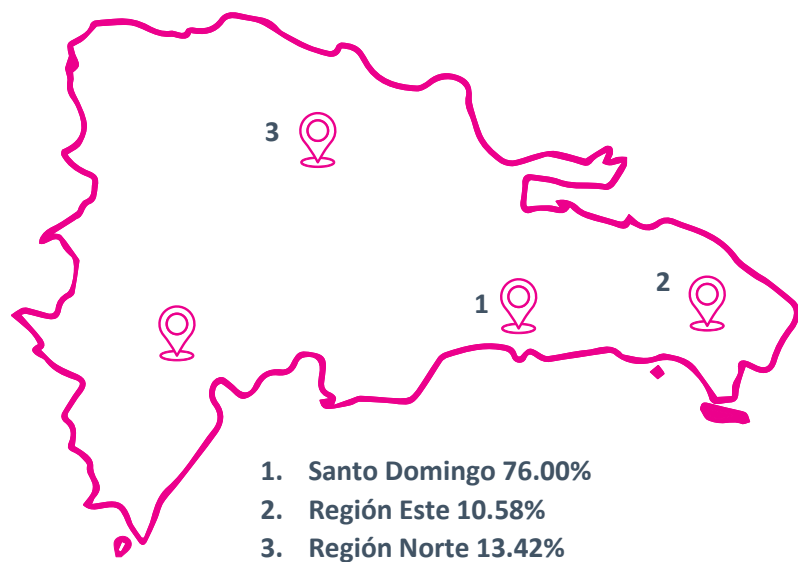 3
2
1
1. Santo Domingo 76.00%
2. Región Este 10.58%
3. Región Norte 13.42%